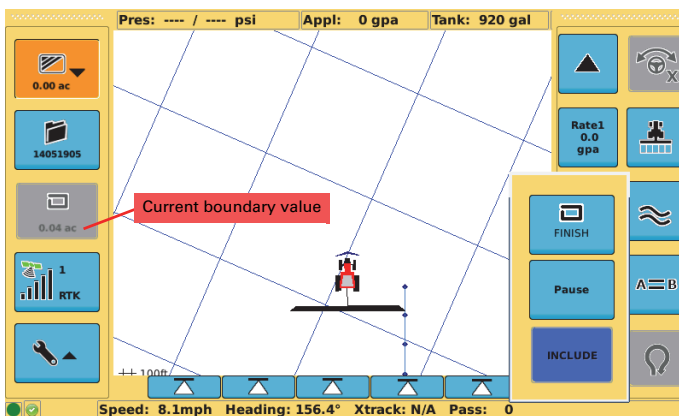 Pres: ---- / ---- psi Appl: 0 gpa Tank: 920 gal
0.00 ac
14051905
0.04 ac
Current boundary value
1
RTK
Rate1
0.0
gpa
X
FINISH
Pause
INCLUDE
A=B
100ft
Speed: 8.1mph Heading: 156.4° Xtrack: N/A Pass: 0